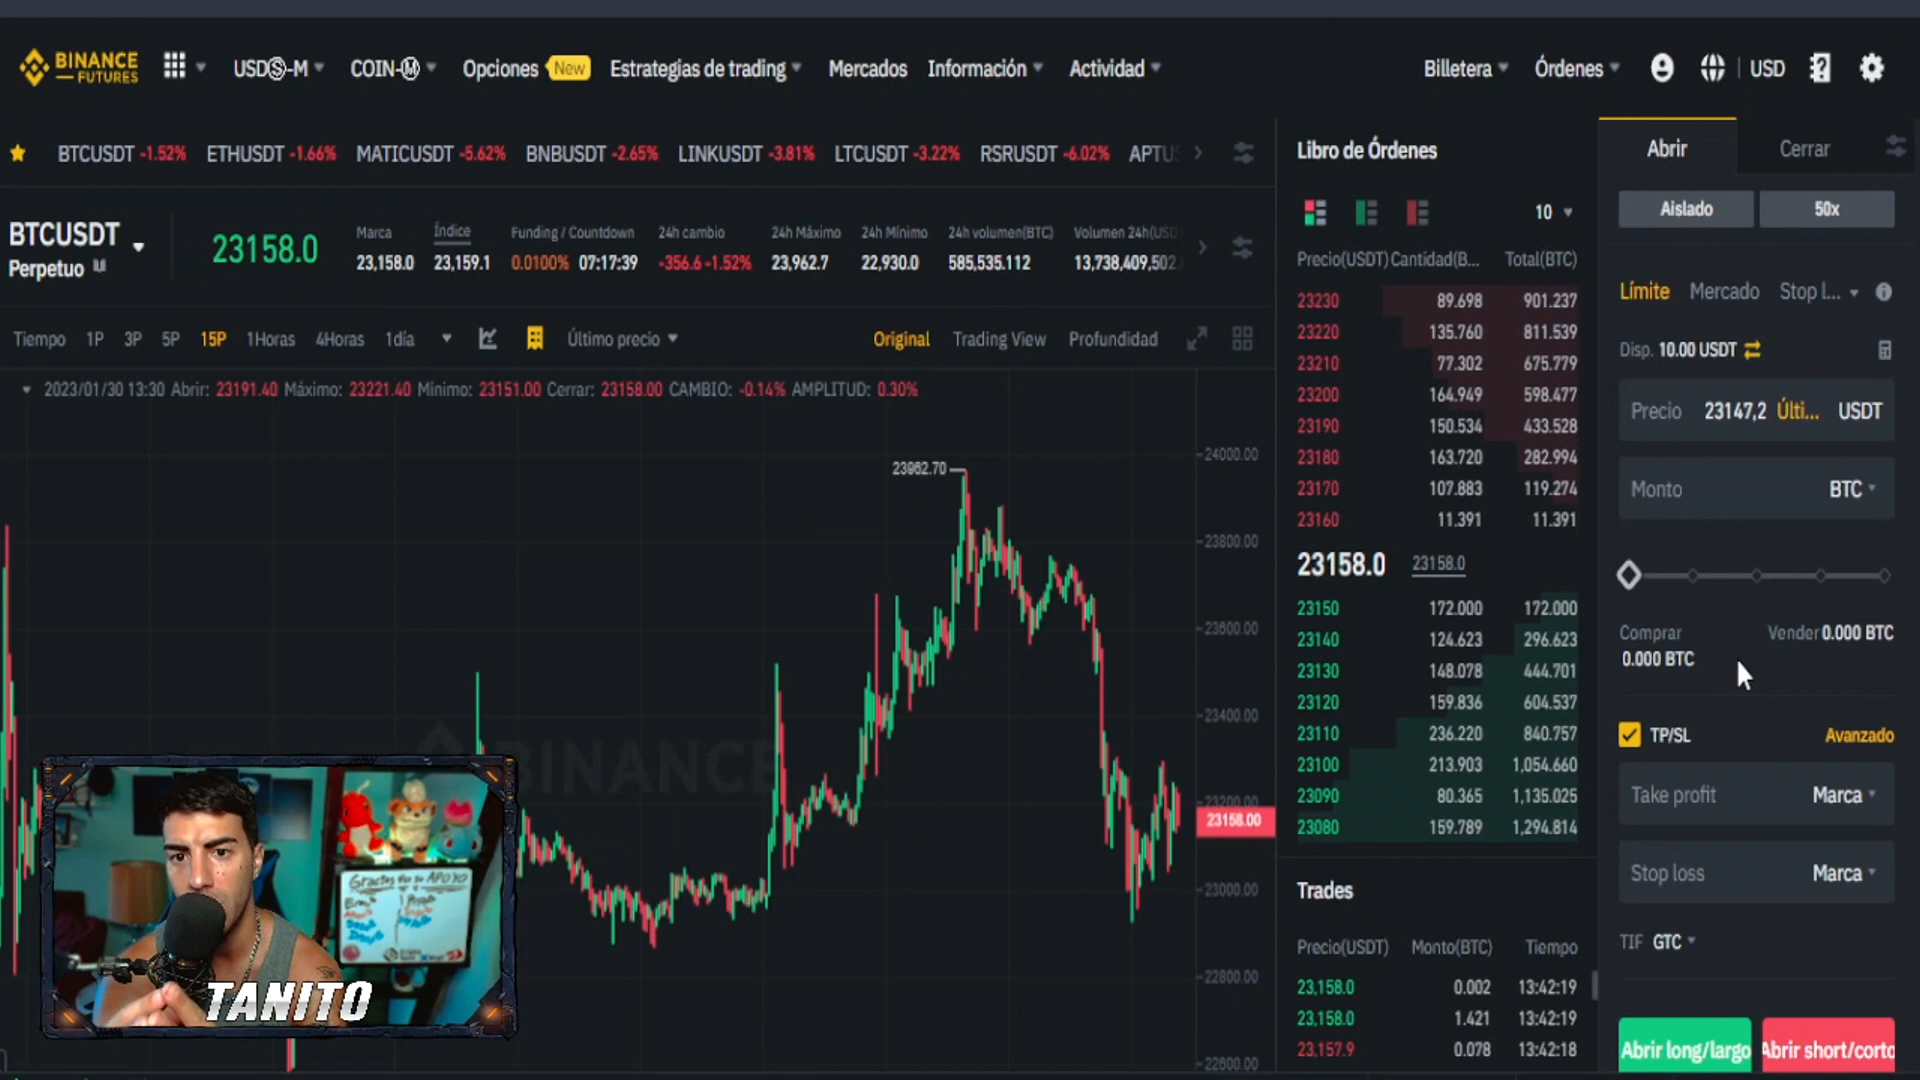 BINANCE
FUTURES
USDⓈ-M
COIN-Ⓜ
Opciones New
Estrategias de trading
Mercados
Información
Actividad
Billetera
Órdenes
USD
BTCUSDT -1.52%
ETHUSDT -1.66%
MATICUSDT -5.62%
BNBUSDT -2.65%
LINKUSDT -3.81%
LTCUSDT -3.22%
RSRUSDT -6.02%
APTUS
BTCUSDT
Perpetuo
23158.0
Marca
23,158.0
Índice
23,159.1
Funding / Countdown
0.0100% 07:17:39
24h cambio
-356.6 -1.52%
24h Máximo
23,962.7
24h Mínimo
22,930.0
24h volumen(BTC)
585,535.112
Volumen 24h(USD
13,738,409,502.
Tiempo 1P 3P 5P 15P 1Horas 4Horas 1día
Último precio
Original
Trading View
Profundidad
2023/01/30 13:30 Abrir: 23191.40 Máximo: 23221.40 Mínimo: 23151.00 Cerrar: 23158.00 CAMBIO: -0.14% AMPLITUD: 0.30%
23962.70
24000.00
23800.00
23600.00
23400.00
23200.00
23158.00
23000.00
22800.00
22600.00
BINANCE
Gracias por su APOYO
TANITO
Libro de Órdenes
10
Precio(USDT) Cantidad(B... Total(BTC)
23230 89.698 901.237
23220 135.760 811.539
23210 77.302 675.779
23200 164.949 598.477
23190 150.534 433.528
23180 163.720 282.994
23170 107.883 119.274
23160 11.391 11.391
23158.0 23158.0
23150 172.000 172.000
23140 124.623 296.623
23130 148.078 444.701
23120 159.836 604.537
23110 236.220 840.757
23100 213.903 1,054.660
23090 80.365 1,135.025
23080 159.789 1,294.814
Trades
Precio(USDT) Monto(BTC) Tiempo
23,158.0 0.002 13:42:19
23,158.0 1.421 13:42:19
23,157.9 0.078 13:42:18
Abrir
Cerrar
Aislado
50x
Límite Mercado Stop l...
Disp. 10.00 USDT
Precio 23147,2 Últi... USDT
Monto BTC
Comprar
0.000 BTC
Vender 0.000 BTC
TP/SL
Avanzado
Take profit Marca
Stop loss Marca
TIF GTC
Abrir long/largo
Abrir short/corto